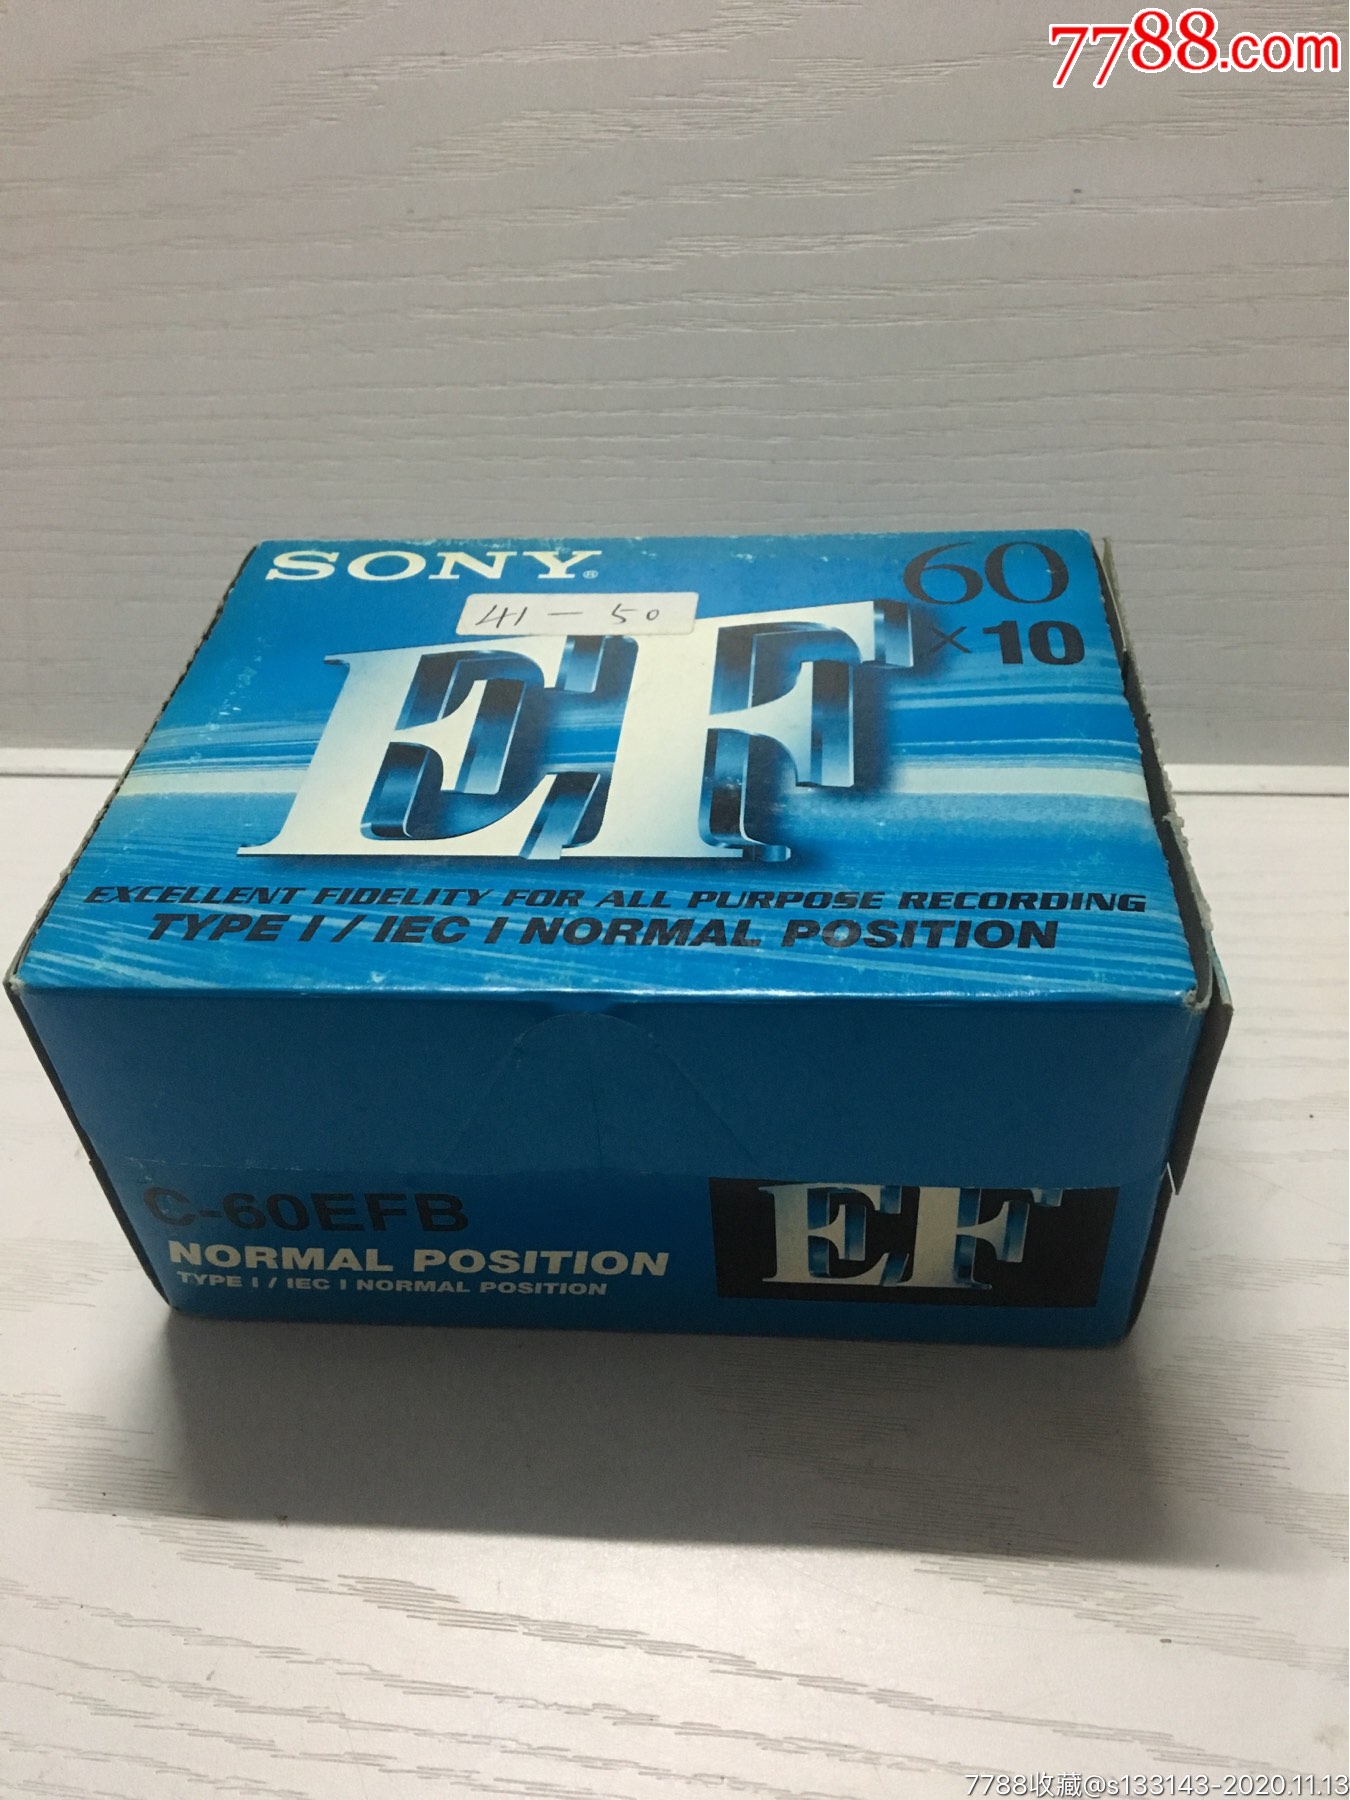 7788.com
SONY®
60
×10
41 — 50
EF
EXCELLENT FIDELITY FOR ALL PURPOSE RECORDING
TYPE I / IEC I NORMAL POSITION
C-60EFB
EF
NORMAL POSITION
TYPE I / IEC I NORMAL POSITION
7788收藏@s133143-2020.11.13